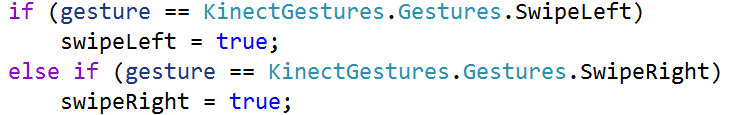 if (gesture == KinectGestures.Gestures.SwipeLeft)
    swipeLeft = true;
else if (gesture == KinectGestures.Gestures.SwipeRight)
    swipeRight = true;